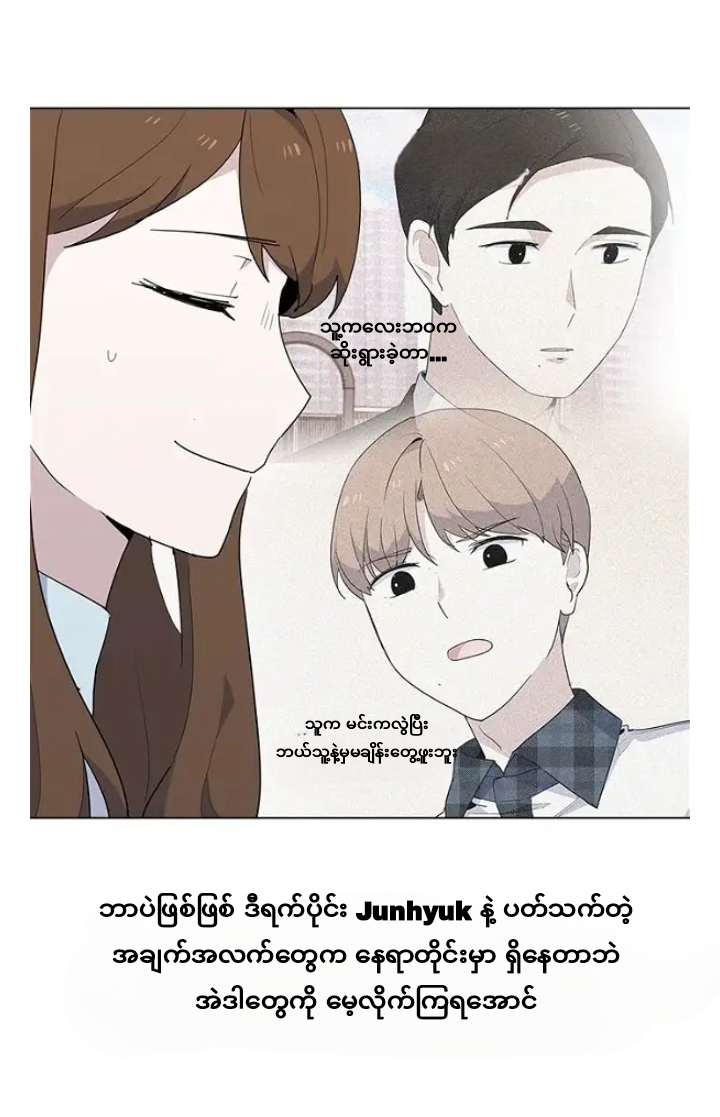 သူ့ကလေးဘဝက
ဆိုးရွားခဲ့တာ...
သူက မင်းကလွဲပြီး
ဘယ်သူ့နဲ့မှမချိန်းတွေ့ဖူးဘူး
ဘာပဲဖြစ်ဖြစ် ဒီရက်ပိုင်း Junhyuk နဲ့ ပတ်သက်တဲ့
အချက်အလက်တွေက နေရာတိုင်းမှာ ရှိနေတာဘဲ
အဲဒါတွေကို မေ့လိုက်ကြရအောင်